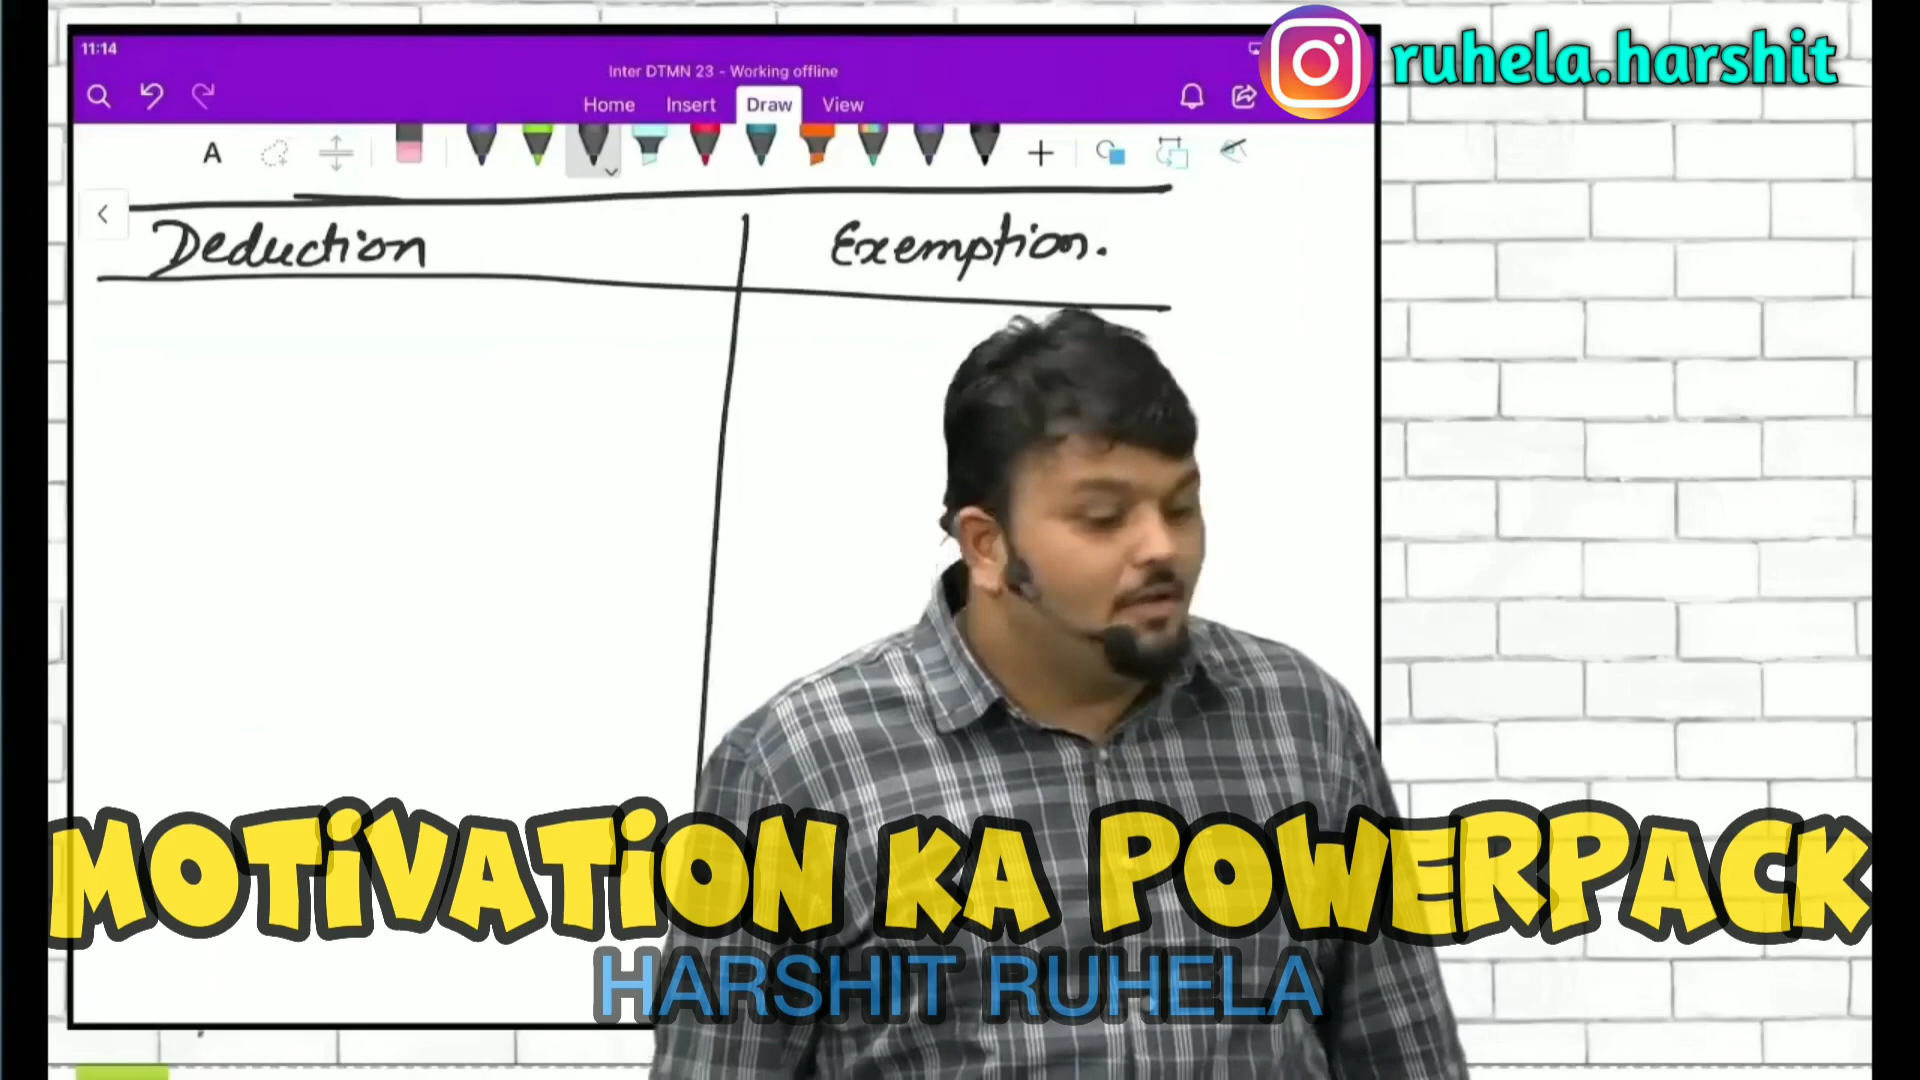 11:14
ruhela.harshit
Inter DTMN 23 - Working offline
Home Insert Draw View
A
Deduction Exemption.
MOTiVATiON KA POWERPACK
HARSHIT RUHELA